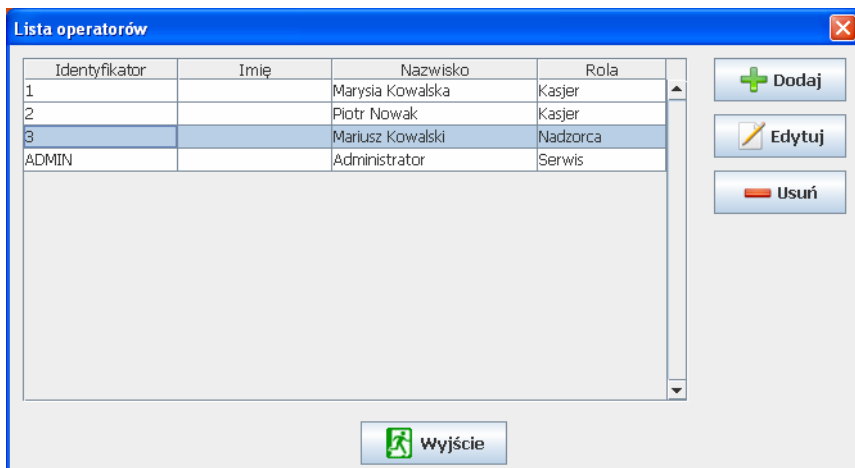 Lista operatorów
Identyfikator Imię Nazwisko Rola
1 Marysia Kowalska Kasjer
2 Piotr Nowak Kasjer
3 Mariusz Kowalski Nadzorca
ADMIN Administrator Serwis
Dodaj
Edytuj
Usuń
Wyjście